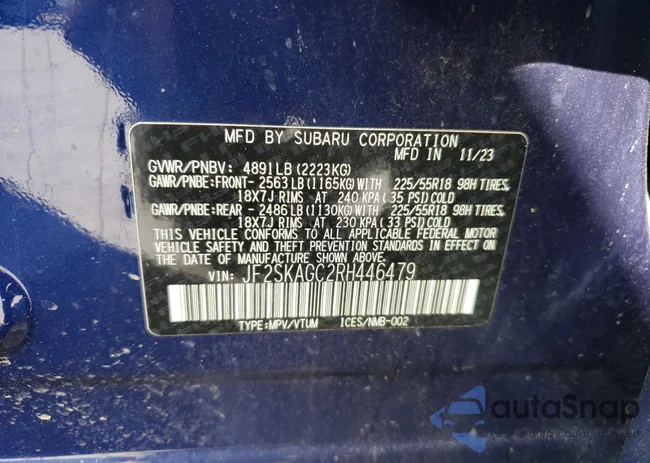 MFD BY SUBARU CORPORATION
MFD IN 11/23
GVWR/PNBV: 4891LB(2223KG)
GAWR/PNBE:FRONT-2563LB(1165KG)WITH 225/55R18 98H TIRES,
18X7J RIMS AT 240 KPA(35 PSI)COLD
GAWR/PNBE:REAR -2486LB(1130KG)WITH 225/55R18 98H TIRES,
18X7J RIMS AT 230 KPA(33 PSI)COLD
THIS VEHICLE CONFORMS TO ALL APPLICABLE FEDERAL MOTOR
VEHICLE SAFETY AND THEFT PREVENTION STANDARDS IN EFFECT ON
THE DATE OF MANUFACTURE SHOWN ABOVE.
VIN: JF2SKAGC2RH446479
TYPE:MPV/VTUM ICES/NMB-002
autoSnap